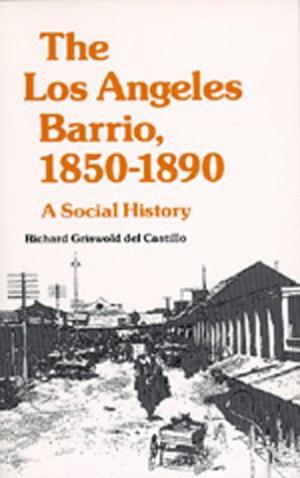 The
Los Angeles
Barrio,
1850-1890
A Social History
Richard Griswold del Castillo